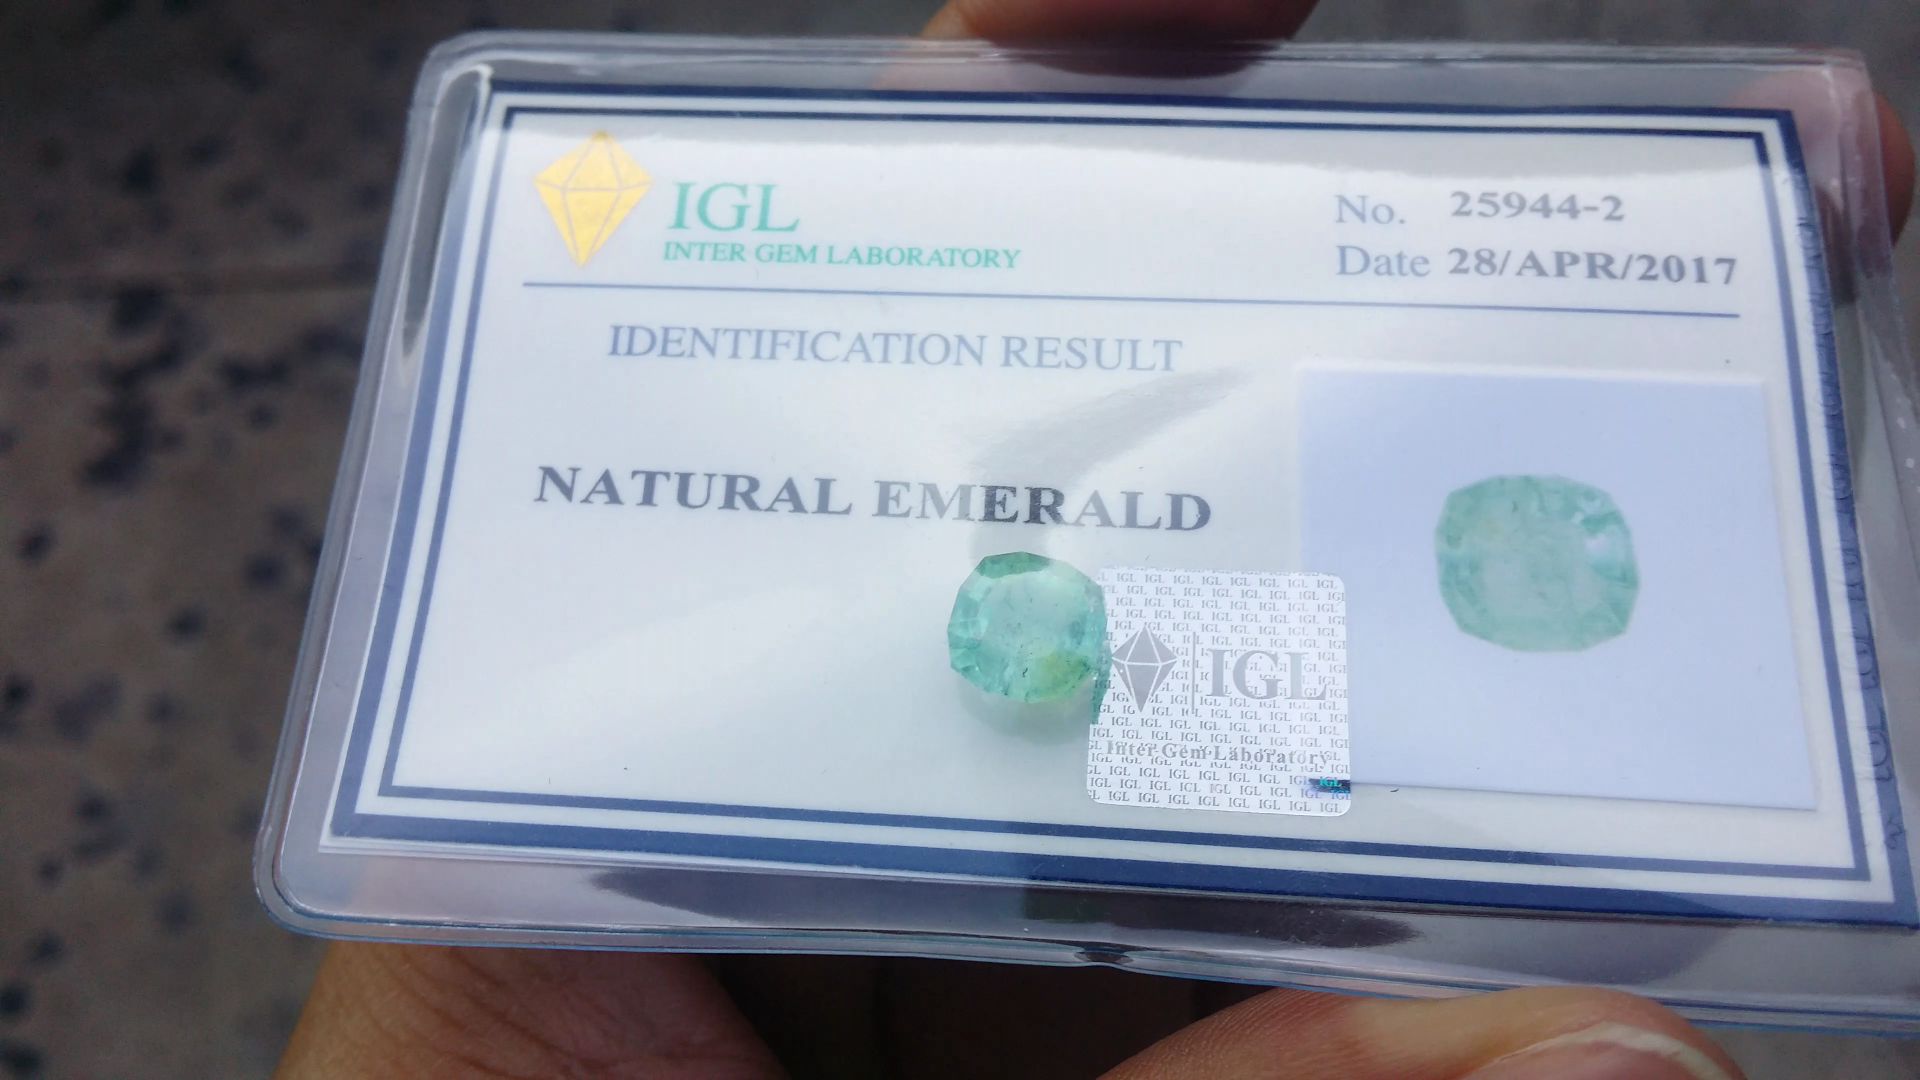 IGL
INTER GEM LABORATORY
No. 25944-2
Date 28/APR/2017
IDENTIFICATION RESULT
NATURAL EMERALD
IGL
Inter Gem Laboratory
IGL